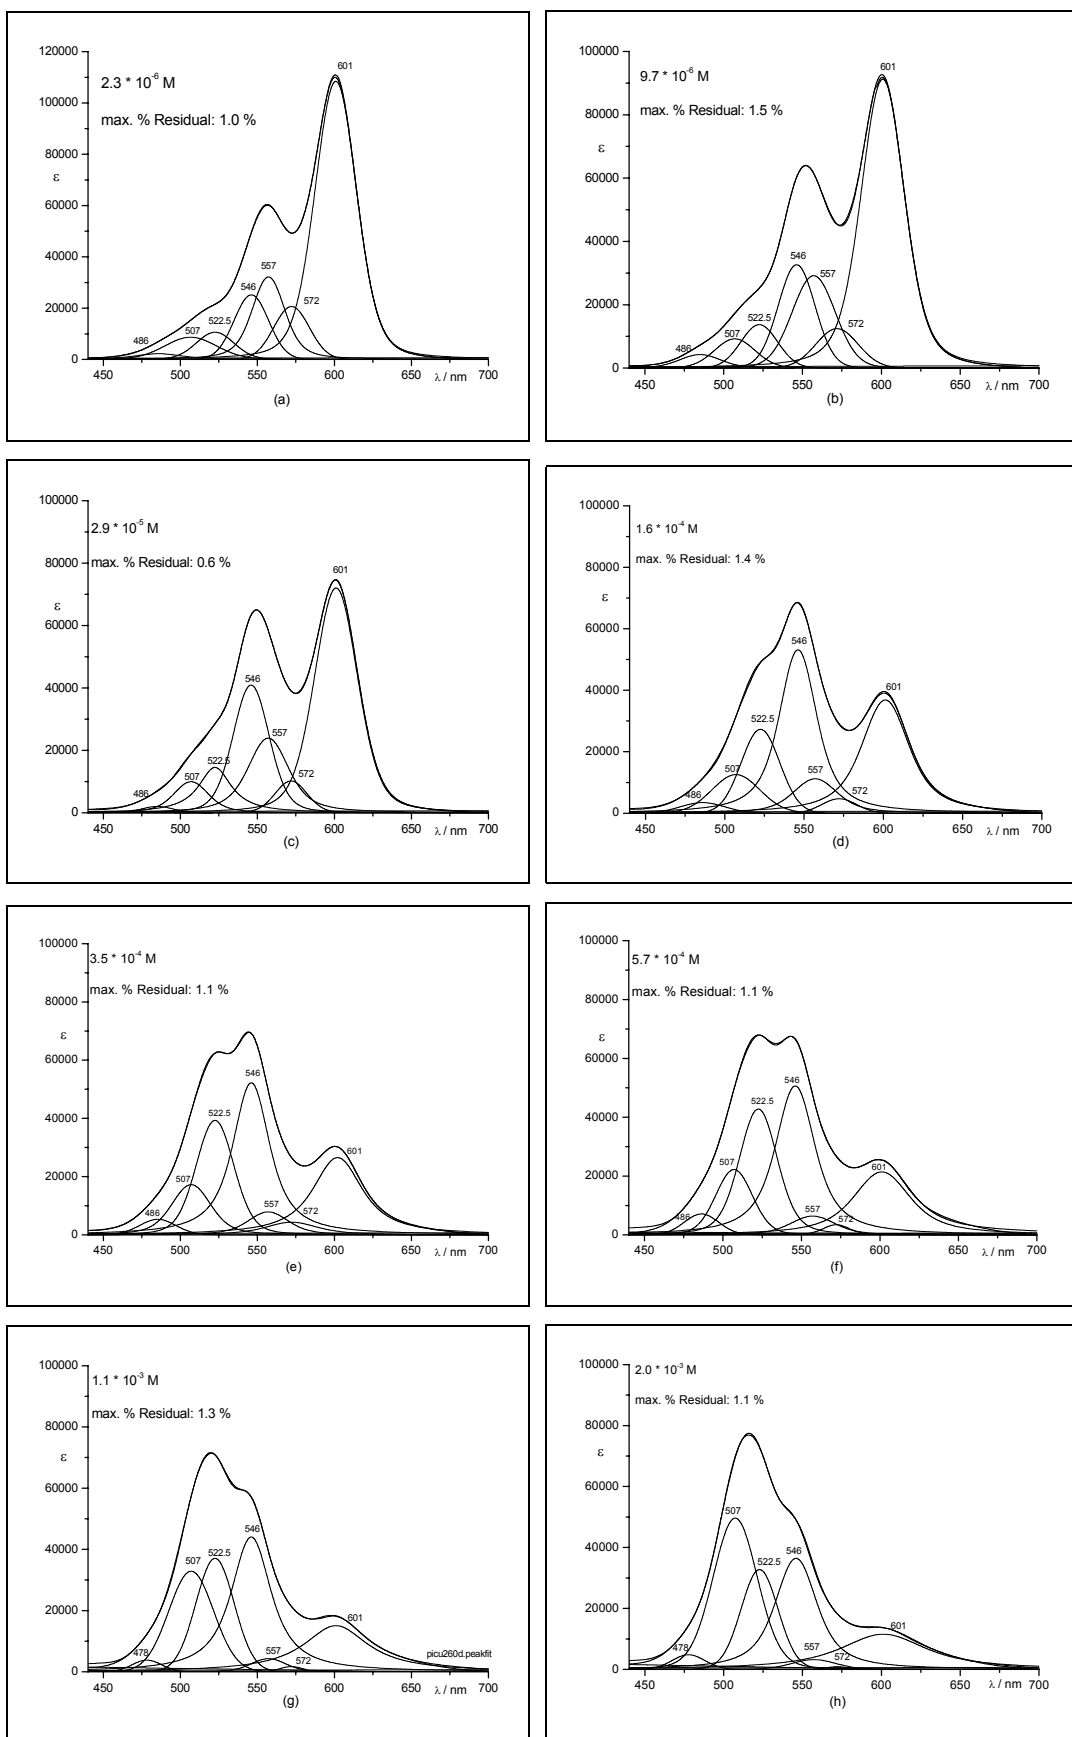 120000
100000
80000
60000
40000
20000
0
ε
2.3 * 10⁻⁶ M
max. % Residual: 1.0 %
601
557
546
572
522.5
507
486
450 500 550 600 650 λ / nm 700
(a)
100000
80000
60000
40000
20000
0
ε
9.7 * 10⁻⁶ M
max. % Residual: 1.5 %
601
546
557
572
522.5
507
486
450 500 550 600 650 λ / nm 700
(b)
100000
80000
60000
40000
20000
0
ε
2.9 * 10⁻⁵ M
max. % Residual: 0.6 %
601
546
557
522.5
572
507
486
450 500 550 600 650 λ / nm 700
(c)
100000
80000
60000
40000
20000
0
ε
1.6 * 10⁻⁴ M
max. % Residual: 1.4 %
546
601
522.5
507
557
572
486
450 500 550 600 650 λ / nm 700
(d)
100000
80000
60000
40000
20000
0
ε
3.5 * 10⁻⁴ M
max. % Residual: 1.1 %
546
522.5
601
507
486
557
572
450 500 550 600 650 λ / nm 700
(e)
100000
80000
60000
40000
20000
0
ε
5.7 * 10⁻⁴ M
max. % Residual: 1.1 %
546
522.5
507
601
486
557
572
450 500 550 600 650 λ / nm 700
(f)
100000
80000
60000
40000
20000
0
ε
1.1 * 10⁻³ M
max. % Residual: 1.3 %
546
522.5
507
601
478
557
572
picu260d.peakfit
450 500 550 600 650 λ / nm 700
(g)
100000
80000
60000
40000
20000
0
ε
2.0 * 10⁻³ M
max. % Residual: 1.1 %
507
546
522.5
601
478
557
572
450 500 550 600 650 λ / nm 700
(h)